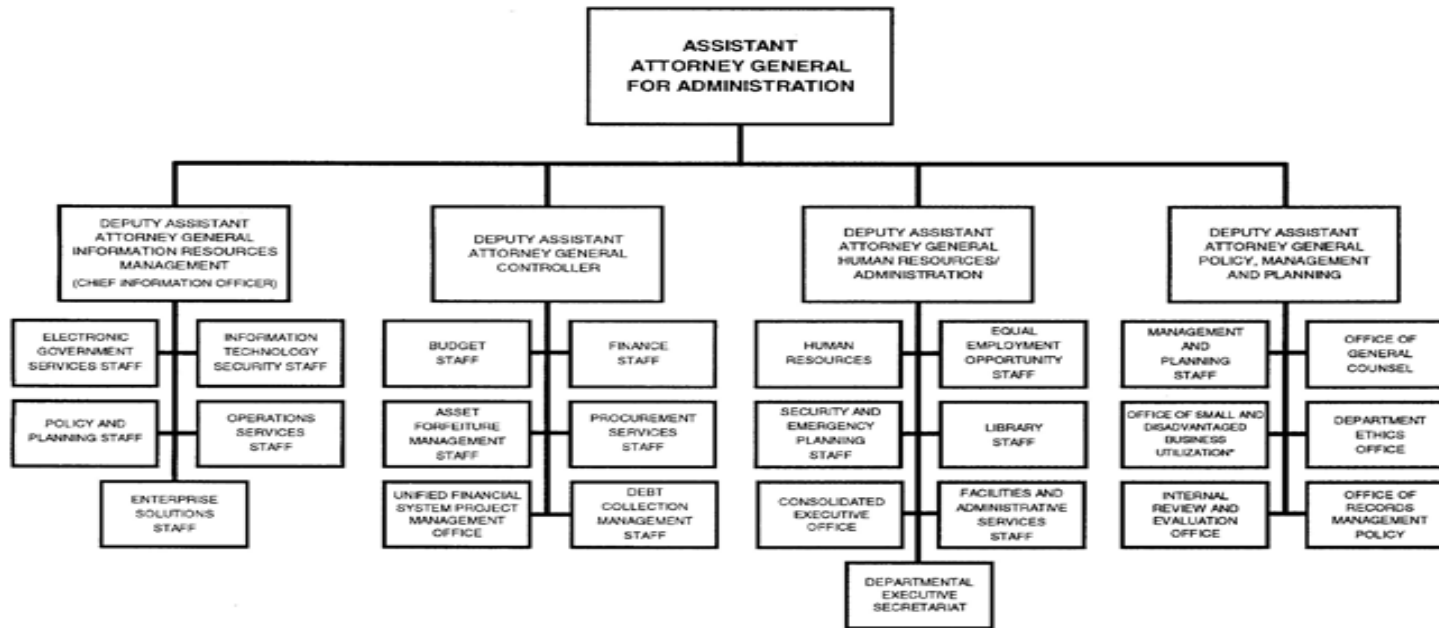 ASSISTANT
ATTORNEY GENERAL
FOR ADMINISTRATION
DEPUTY ASSISTANT
ATTORNEY GENERAL
INFORMATION RESOURCES
MANAGEMENT
(CHIEF INFORMATION OFFICER)
ELECTRONIC
GOVERNMENT
SERVICES STAFF
INFORMATION
TECHNOLOGY
SECURITY STAFF
POLICY AND
PLANNING STAFF
OPERATIONS
SERVICES
STAFF
ENTERPRISE
SOLUTIONS
STAFF
DEPUTY ASSISTANT
ATTORNEY GENERAL
CONTROLLER
BUDGET
STAFF
FINANCE
STAFF
ASSET
FORFEITURE
MANAGEMENT
STAFF
PROCUREMENT
SERVICES
STAFF
UNIFIED FINANCIAL
SYSTEM PROJECT
MANAGEMENT
OFFICE
DEBT
COLLECTION
MANAGEMENT
STAFF
DEPUTY ASSISTANT
ATTORNEY GENERAL
HUMAN RESOURCES/
ADMINISTRATION
HUMAN
RESOURCES
EQUAL
EMPLOYMENT
OPPORTUNITY
STAFF
SECURITY AND
EMERGENCY
PLANNING
STAFF
LIBRARY
STAFF
CONSOLIDATED
EXECUTIVE
OFFICE
FACILITIES AND
ADMINISTRATIVE
SERVICES
STAFF
DEPARTMENTAL
EXECUTIVE
SECRETARIAT
DEPUTY ASSISTANT
ATTORNEY GENERAL
POLICY, MANAGEMENT
AND PLANNING
MANAGEMENT
AND
PLANNING
STAFF
OFFICE OF
GENERAL
COUNSEL
OFFICE OF SMALL AND
DISADVANTAGED
BUSINESS
UTILIZATION*
DEPARTMENT
ETHICS
OFFICE
INTERNAL
REVIEW AND
EVALUATION
OFFICE
OFFICE OF
RECORDS
MANAGEMENT
POLICY